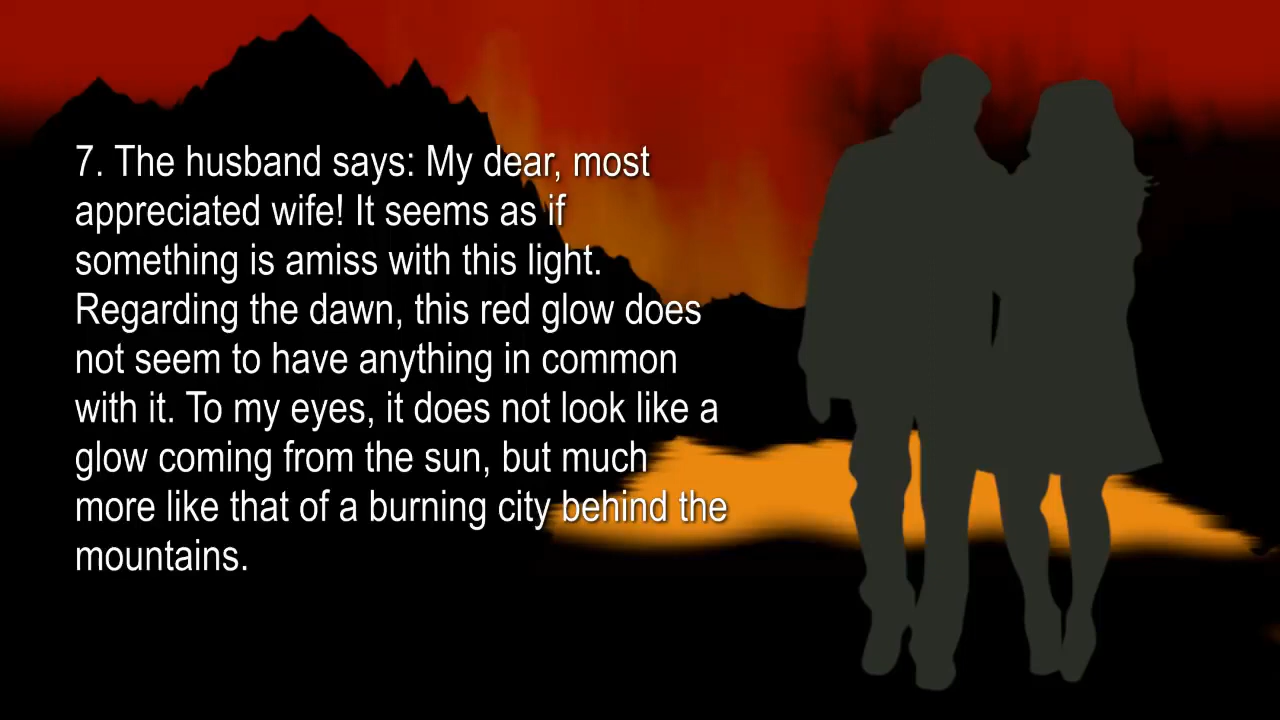 7. The husband says: My dear, most
appreciated wife! It seems as if
something is amiss with this light.
Regarding the dawn, this red glow does
not seem to have anything in common
with it. To my eyes, it does not look like a
glow coming from the sun, but much
more like that of a burning city behind the
mountains.